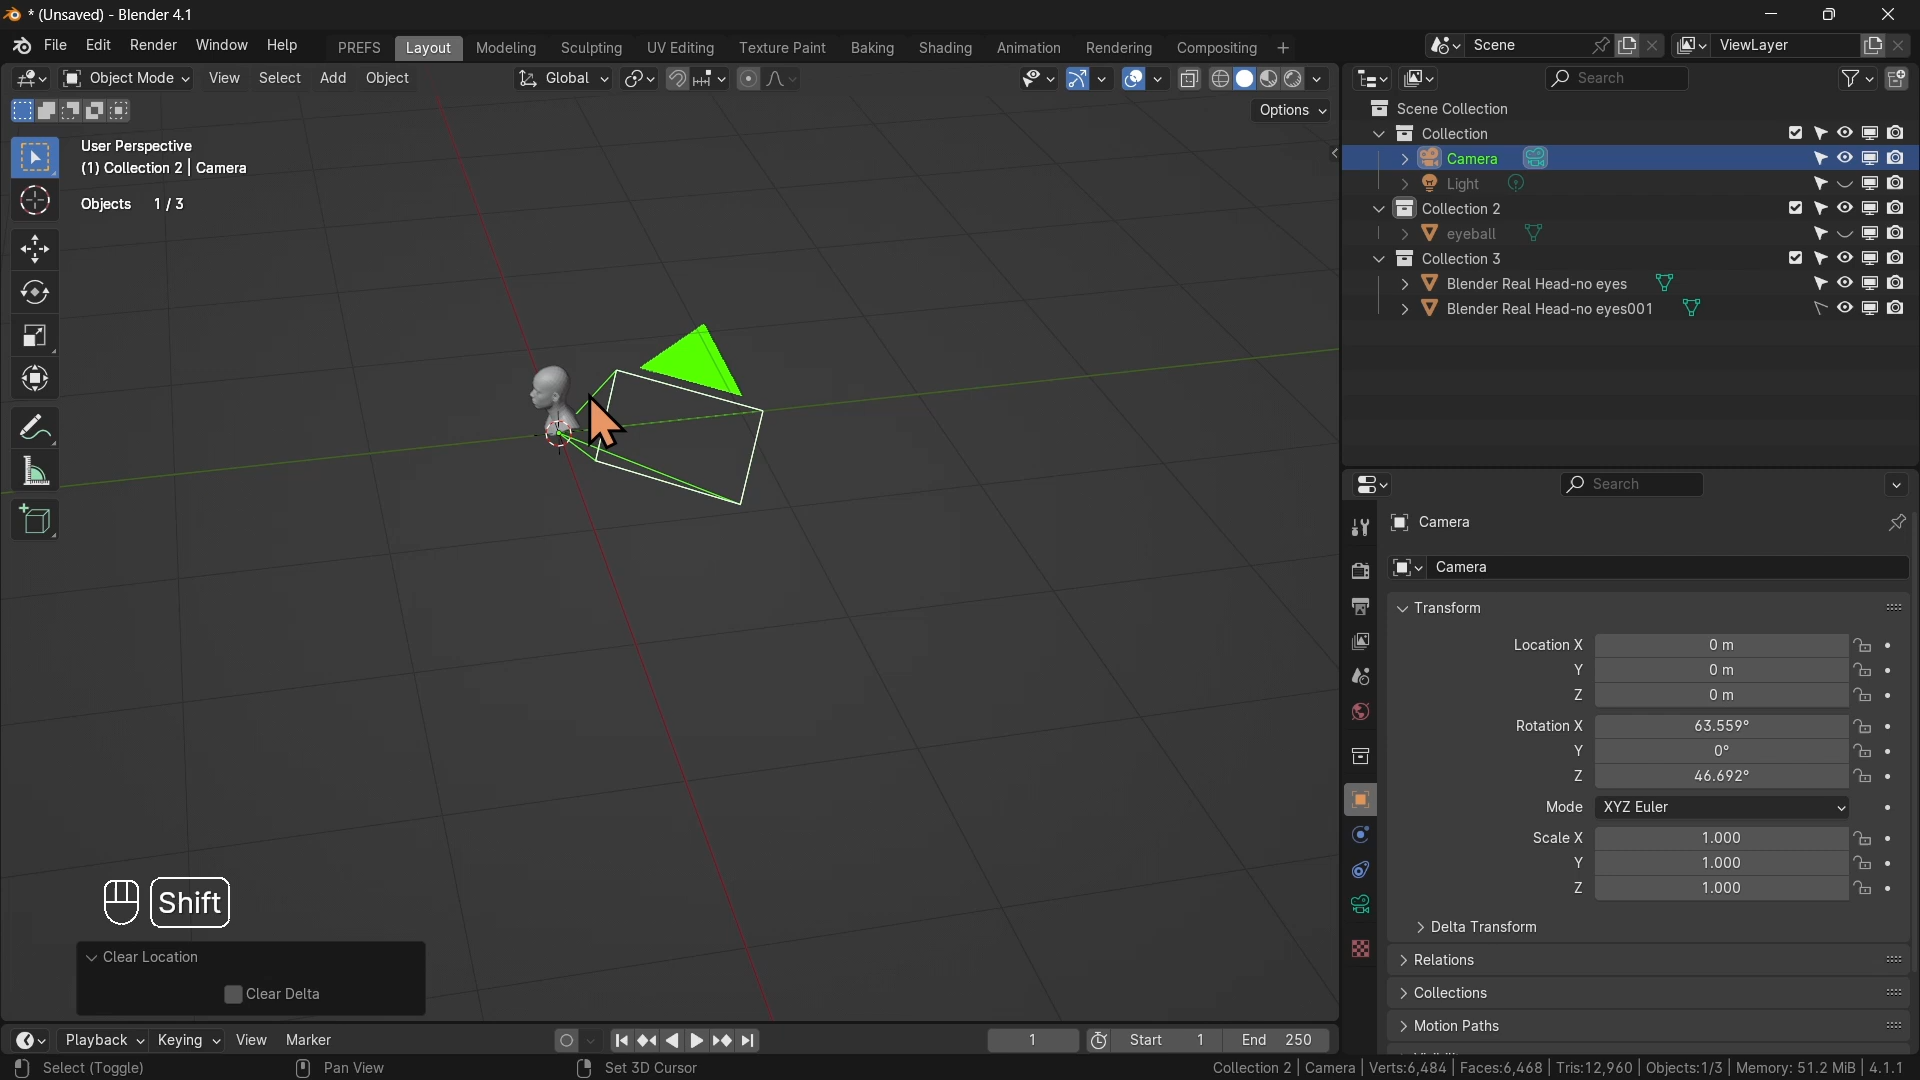 * (Unsaved) - Blender 4.1
File Edit Render Window Help PREFS Layout Modeling Sculpting UV Editing Texture Paint Baking Shading Animation Rendering Compositing + Scene ViewLayer
Object Mode View Select Add Object Global Search
Options
User Perspective
(1) Collection 2 | Camera
Objects 1 / 3
Scene Collection
Collection
Camera
Light
Collection 2
eyeball
Collection 3
Blender Real Head-no eyes
Blender Real Head-no eyes001
Search
Camera
Camera
Transform
Location X 0 m
Y 0 m
Z 0 m
Rotation X 63.559°
Y 0°
Z 46.692°
Mode XYZ Euler
Scale X 1.000
Y 1.000
Z 1.000
Delta Transform
Relations
Collections
Motion Paths
Shift
Clear Location
Clear Delta
Playback Keying View Marker 1 Start 1 End 250
Select (Toggle) Pan View Set 3D Cursor Collection 2 | Camera | Verts:6,484 | Faces:6,468 | Tris:12,960 | Objects:1/3 | Memory: 51.2 MiB | 4.1.1